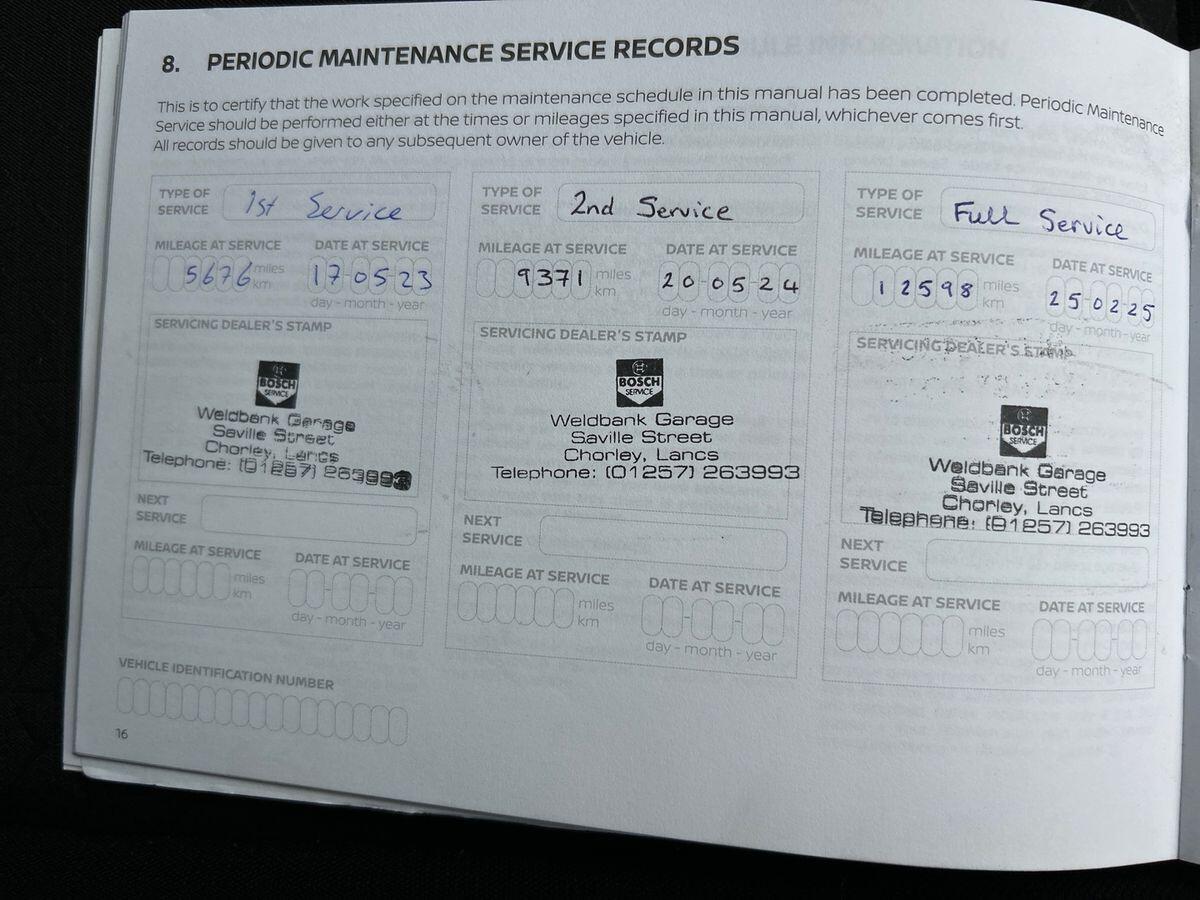 8. PERIODIC MAINTENANCE SERVICE RECORDS
This is to certify that the work specified on the maintenance schedule in this manual has been completed. Periodic Maintenance
Service should be performed either at the times or mileages specified in this manual, whichever comes first.
All records should be given to any subsequent owner of the vehicle.
TYPE OF SERVICE 1st Service
MILEAGE AT SERVICE DATE AT SERVICE
5676 miles km 17-05-23
day - month - year
SERVICING DEALER'S STAMP
BOSCH
SERVICE
Weldbank Garage
Saville Street
Chorley, Lancs
Telephone: (01257) 263993
NEXT SERVICE
MILEAGE AT SERVICE DATE AT SERVICE
miles km
day - month - year
TYPE OF SERVICE 2nd Service
MILEAGE AT SERVICE DATE AT SERVICE
9371 miles km 20-05-24
day - month - year
SERVICING DEALER'S STAMP
BOSCH
SERVICE
Weldbank Garage
Saville Street
Chorley, Lancs
Telephone: (01257) 263993
NEXT SERVICE
MILEAGE AT SERVICE DATE AT SERVICE
miles km
day - month - year
TYPE OF SERVICE Full Service
MILEAGE AT SERVICE DATE AT SERVICE
12598 miles km 25-02-25
day - month - year
SERVICING DEALER'S STAMP
BOSCH
SERVICE
Weldbank Garage
Saville Street
Chorley, Lancs
Telephone: (01257) 263993
NEXT SERVICE
MILEAGE AT SERVICE DATE AT SERVICE
miles km
day - month - year
VEHICLE IDENTIFICATION NUMBER
16